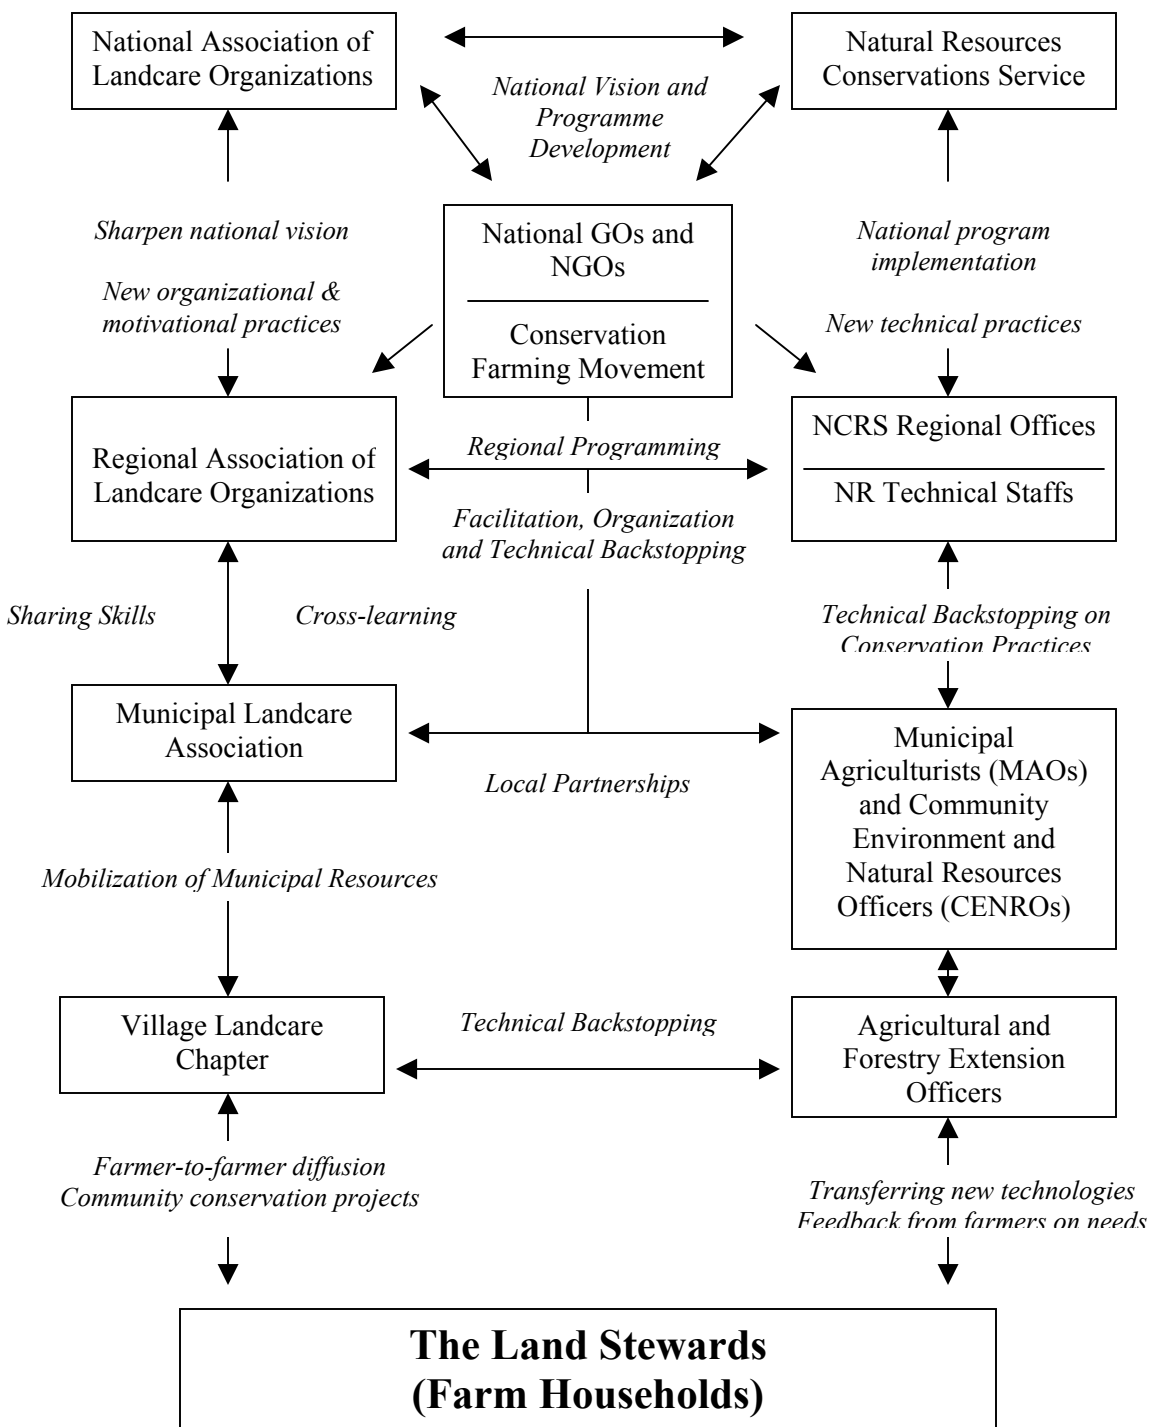 National Association of
Landcare Organizations
Natural Resources
Conservations Service
National Vision and
Programme
Development
Sharpen national vision
New organizational &
motivational practices
National GOs and
NGOs
Conservation
Farming Movement
National program
implementation
New technical practices
Regional Association of
Landcare Organizations
Regional Programming
NCRS Regional Offices
NR Technical Staffs
Facilitation, Organization
and Technical Backstopping
Sharing Skills
Cross-learning
Technical Backstopping on
Conservation Practices
Municipal Landcare
Association
Local Partnerships
Municipal
Agriculturists (MAOs)
and Community
Environment and
Natural Resources
Officers (CENROs)
Mobilization of Municipal Resources
Village Landcare
Chapter
Technical Backstopping
Agricultural and
Forestry Extension
Officers
Farmer-to-farmer diffusion
Community conservation projects
Transferring new technologies
Feedback from farmers on needs
The Land Stewards
(Farm Households)